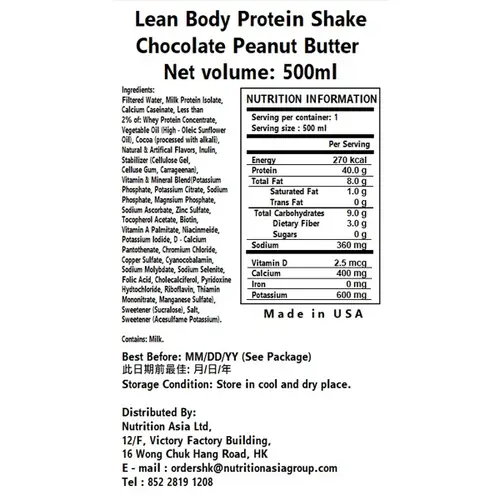 Lean Body Protein Shake
Chocolate Peanut Butter
Net volume: 500ml
Ingredients:
Filtered Water, Milk Protein Isolate,
Calcium Caseinate, Less than
2% of: Whey Protein Concentrate,
Vegetable Oil (High - Oleic Sunflower
Oil), Cocoa (processed with alkali),
Natural & Artifical Flavors, Inulin,
Stabilizer (Cellulose Gel,
Celluse Gum, Carrageenan),
Vitamin & Mineral Blend(Potassium
Phosphate, Potassium Citrate, Sodium
Phosphate, Magnsium Phosphate,
Sodium Ascorbate, Zinc Sulfate,
Tocopherol Acetate, Biotin,
Vitamin A Palmitate, Niacinmeide,
Potassium Iodide, D - Calcium
Pantothenate, Chromium Chloride,
Copper Sulfate, Cyanocobalamin,
Sodium Molybdate, Sodium Selenite,
Folic Acid, Cholecalciferol, Pyridoxine
Hydtochloride, Riboflavin, Thiamin
Mononitrate, Manganese Sulfate),
Sweetener (Sucralose), Salt,
Sweetener (Acesulfame Potassium).
Contains: Milk.
NUTRITION INFORMATION
Serving per container: 1
Serving size : 500 ml
Per Serving
Energy 270 kcal
Protein 40.0 g
Total Fat 8.0 g
Saturated Fat 1.0 g
Trans Fat 0 g
Total Carbohydrates 9.0 g
Dietary Fiber 3.0 g
Sugars 0 g
Sodium 360 mg
Vitamin D 2.5 mcg
Calcium 400 mg
Iron 0 mg
Potassium 600 mg
Made in USA
Best Before: MM/DD/YY (See Package)
此日期前最佳: 月/日/年
Storage Condition: Store in cool and dry place.
Distributed By:
Nutrition Asia Ltd,
12/F, Victory Factory Building,
16 Wong Chuk Hang Road, HK
E - mail : ordershk@nutritionasiagroup.com
Tel : 852 2819 1208